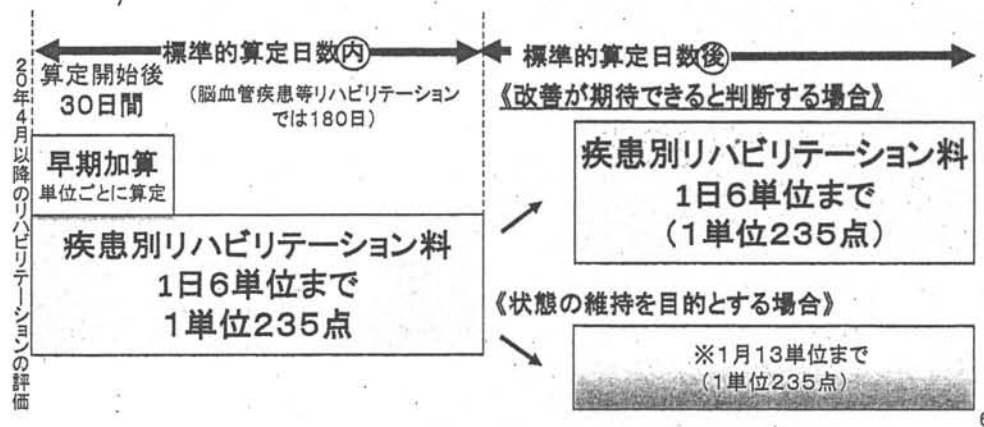 標準的算定日数内
標準的算定日数後
20年4月以降のリハビリテーションの評価
算定開始後
30日間
(脳血管疾患等リハビリテーション
では180日)
早期加算
単位ごとに算定
疾患別リハビリテーション料
1日6単位まで
1単位235点
《改善が期待できると判断する場合》
疾患別リハビリテーション料
1日6単位まで
(1単位235点)
《状態の維持を目的とする場合》
※1月13単位まで
(1単位235点)
6